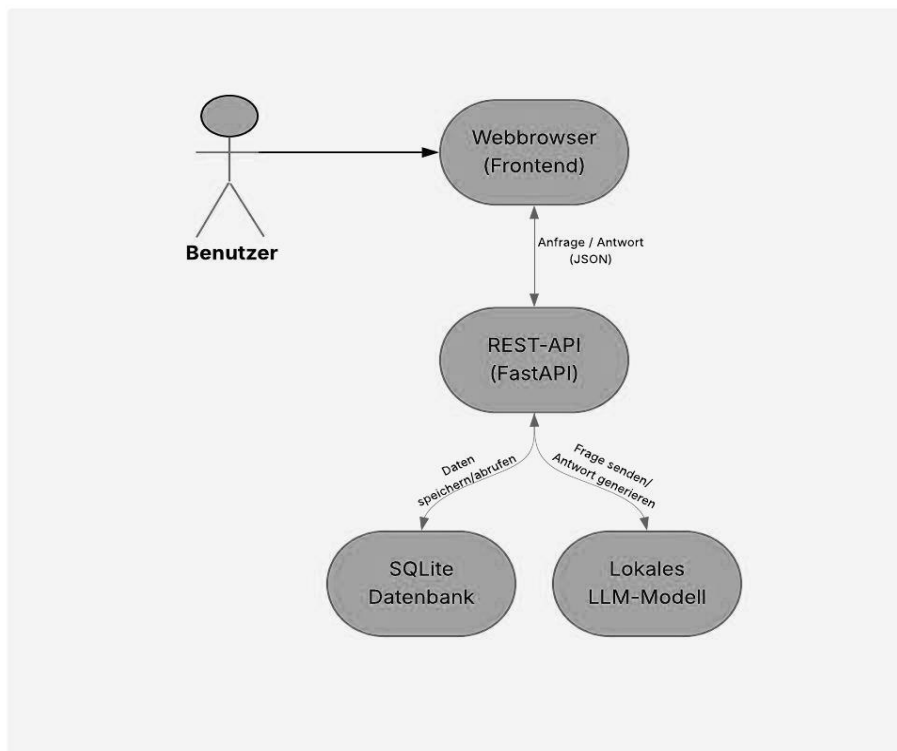 Webbrowser
(Frontend)
Benutzer
Anfrage / Antwort
(JSON)
REST-API
(FastAPI)
Daten
speichern/abrufen
Frage senden/
Antwort generieren
SQLite
Datenbank
Lokales
LLM-Modell